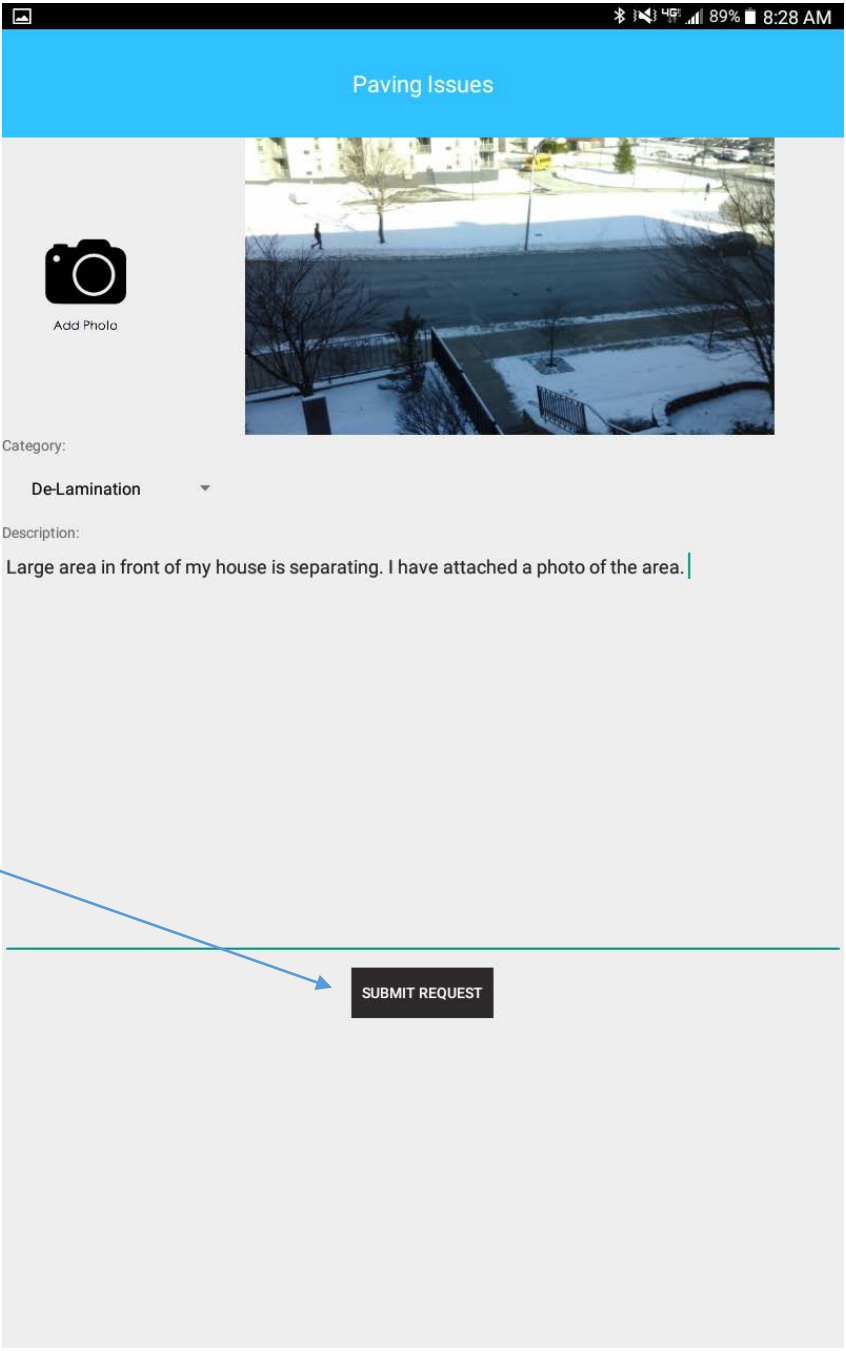 4G 89% 8:28 AM
Paving Issues
Add Photo
Category:
De-Lamination
Description:
Large area in front of my house is separating. I have attached a photo of the area.
SUBMIT REQUEST